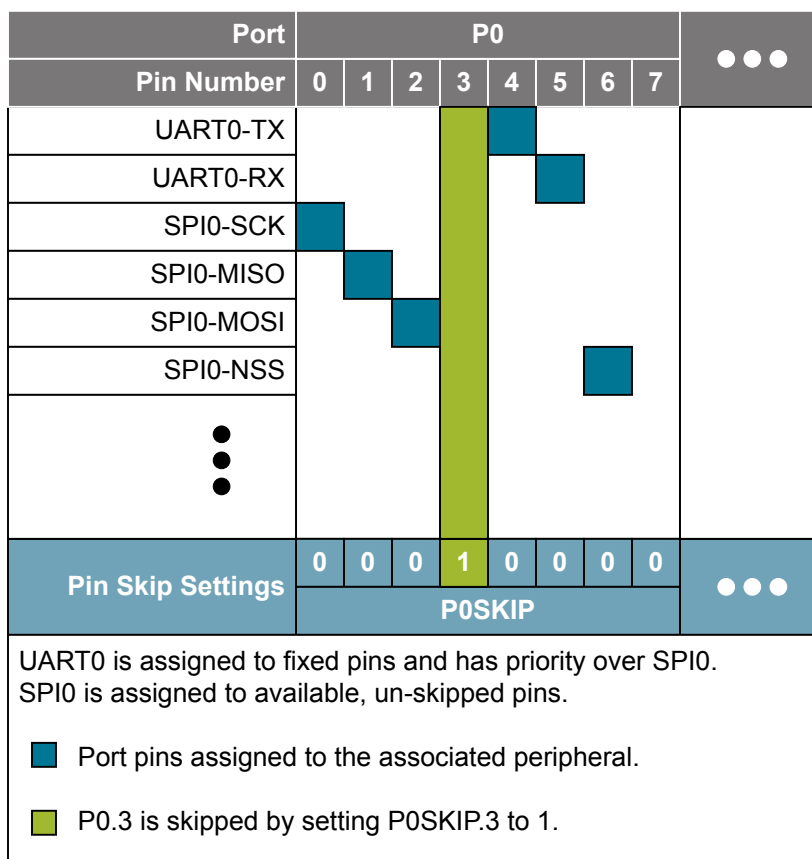 Port P0
Pin Number 0 1 2 3 4 5 6 7
UART0-TX
UART0-RX
SPI0-SCK
SPI0-MISO
SPI0-MOSI
SPI0-NSS
Pin Skip Settings 0 0 0 1 0 0 0 0
P0SKIP
UART0 is assigned to fixed pins and has priority over SPI0.
SPI0 is assigned to available, un-skipped pins.
Port pins assigned to the associated peripheral.
P0.3 is skipped by setting P0SKIP.3 to 1.